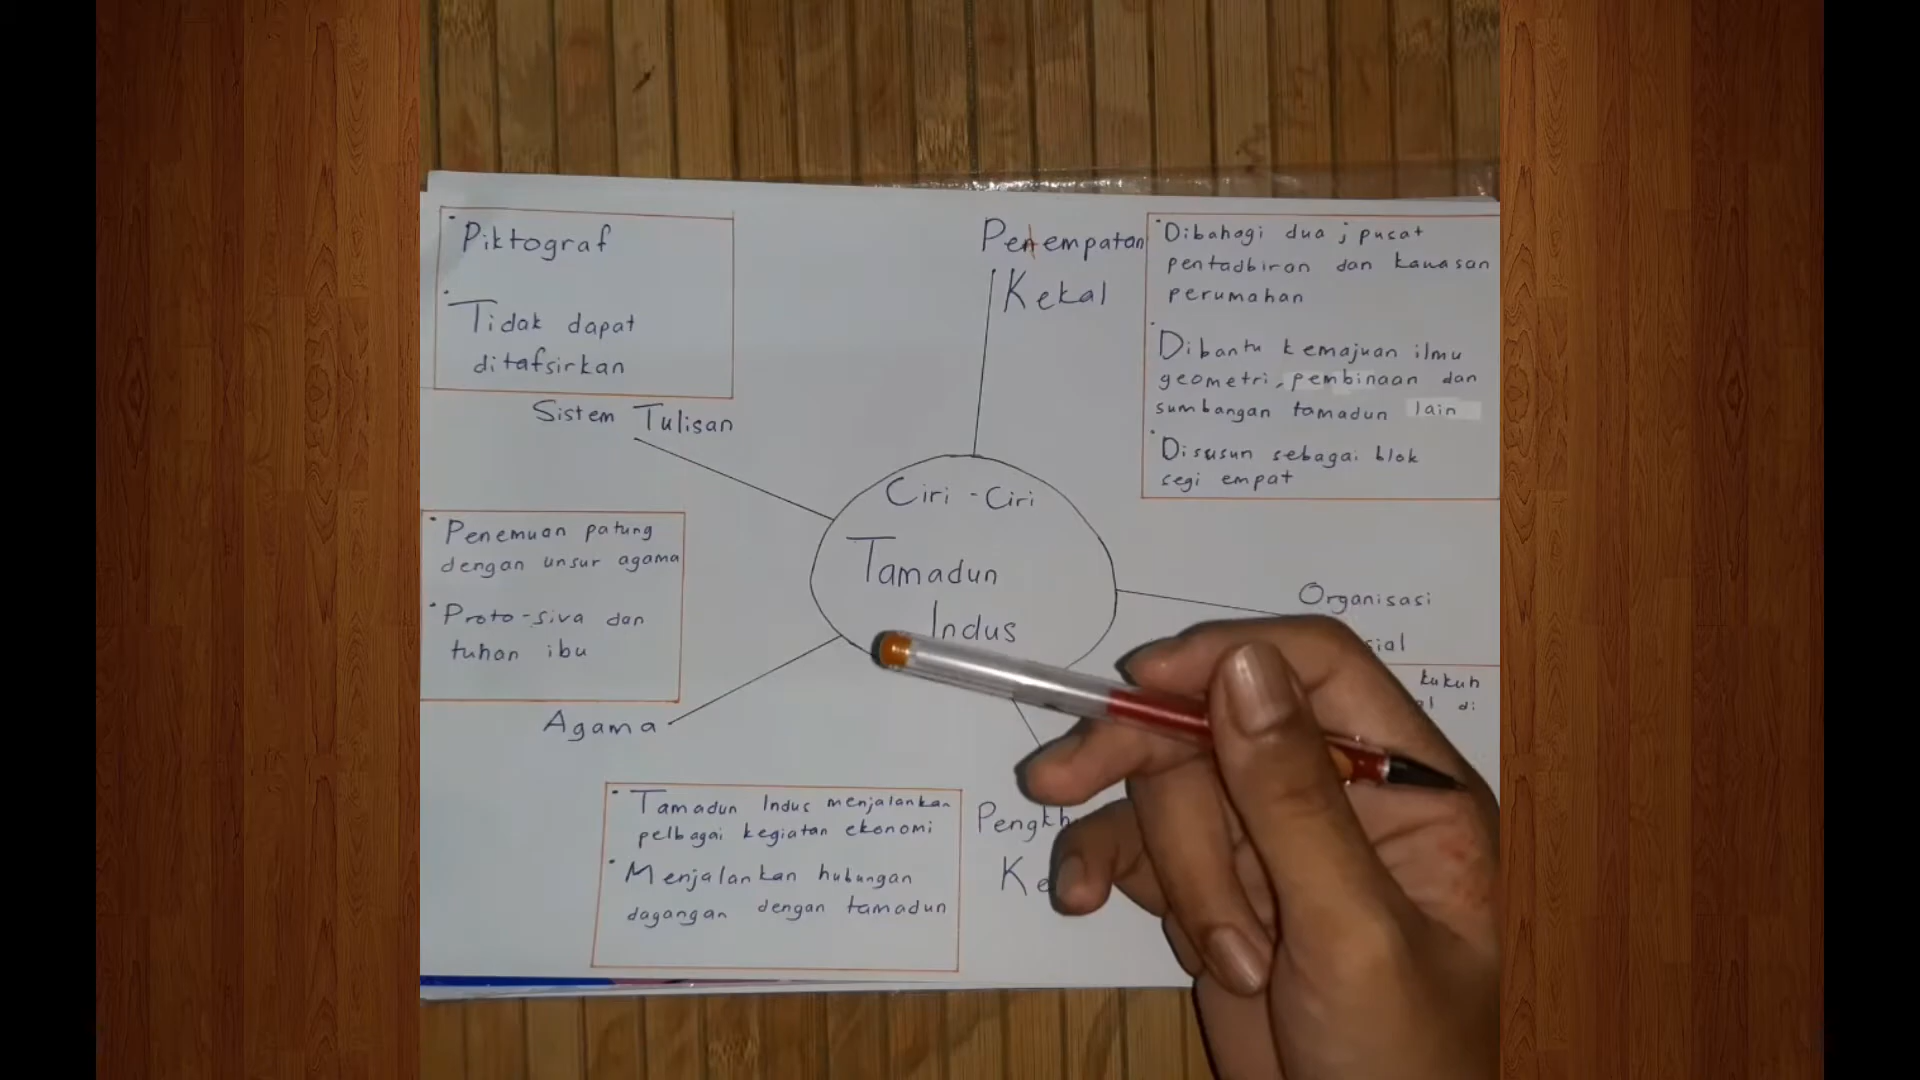 Piktograf
Tidak dapat
ditafsirkan
Sistem Tulisan
Penempatan
Kekal
Dibahagi dua ; pusat
pentadbiran dan kawasan
perumahan
Dibantu kemajuan ilmu
geometri, pembinaan dan
sumbangan tamadun lain
Disusun sebagai blok
segi empat
Ciri - Ciri
Tamadun
Indus
Penemuan patung
dengan unsur agama
Proto-siva dan
tuhan ibu
Agama
Organisasi
kukuh
di
Tamadun Indus menjalankan
pelbagai kegiatan ekonomi
Menjalankan hubungan
dagangan dengan tamadun